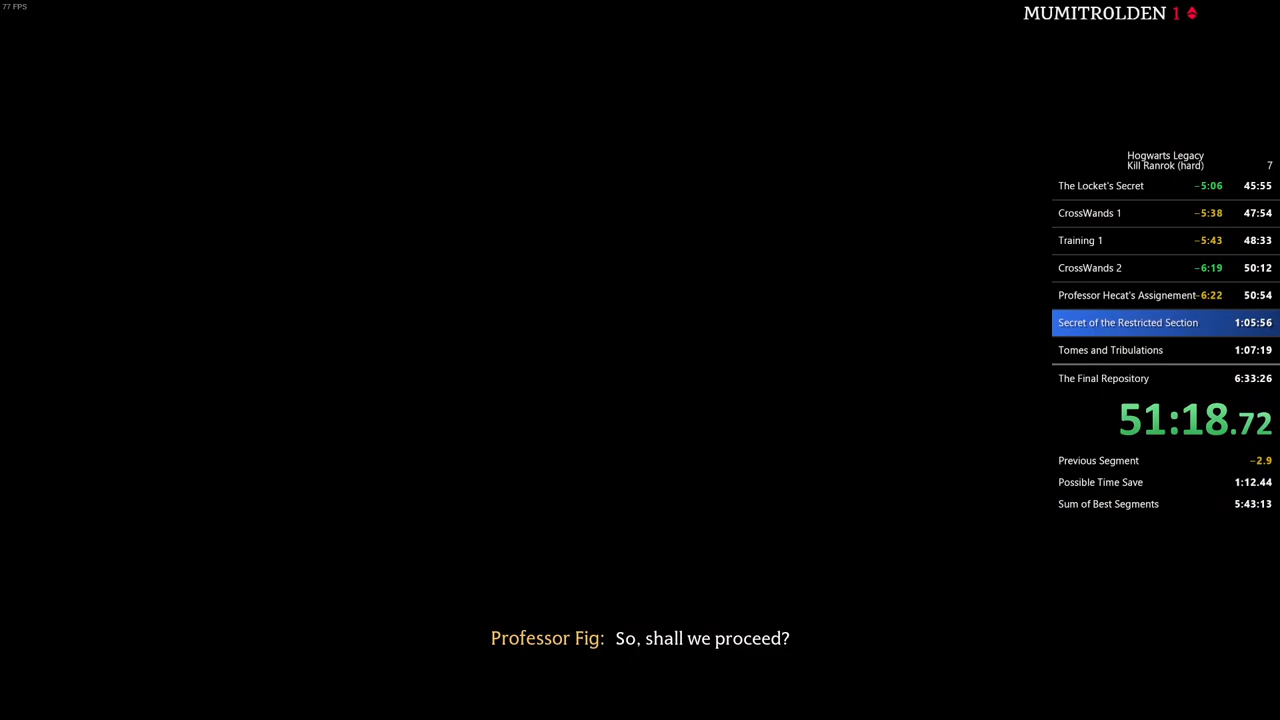 77 FPS
MUMITR0LDEN 1
Hogwarts Legacy
Kill Ranrok (hard) 7
The Locket's Secret -5:06 45:55
CrossWands 1 -5:38 47:54
Training 1 -5:43 48:33
CrossWands 2 -6:19 50:12
Professor Hecat's Assignement-6:22 50:54
Secret of the Restricted Section 1:05:56
Tomes and Tribulations 1:07:19
The Final Repository 6:33:26
51:18.72
Previous Segment -2.9
Possible Time Save 1:12.44
Sum of Best Segments 5:43:13
Professor Fig: So, shall we proceed?